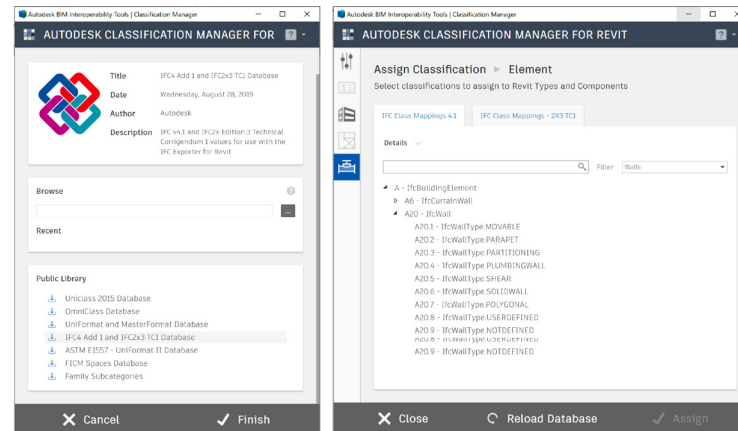 Autodesk BIM Interoperability Tools | Classification Manager
AUTODESK CLASSIFICATION MANAGER FOR
?
Title IFC4 Add 1 and IFC2x3 TC1 Database
Date Wednesday, August 28, 2019
Author Autodesk
Description IFC v4.1 and IFC2x Edition 3 Technical
Corrigendum 1 values for use with the
IFC Exporter for Revit
Browse
?
...
Recent
Public Library
Uniclass 2015 Database
OmniClass Database
UniFormat and MasterFormat Database
IFC4 Add 1 and IFC2x3 TC1 Database
ASTM E1557 - UniFormat II Database
FICM Spaces Database
Family Subcategories
Cancel
Finish
Autodesk BIM Interoperability Tools | Classification Manager
AUTODESK CLASSIFICATION MANAGER FOR REVIT
?
Assign Classification Element
Select classifications to assign to Revit Types and Components
IFC Class Mappings 4.1
IFC Class Mappings - 2X3 TC1
Details
Filter Walls
A - IfcBuildingElement
A6 - IfcCurtainWall
A20 - IfcWall
A20.1 - IfcWallType.MOVABLE
A20.2 - IfcWallType.PARAPET
A20.3 - IfcWallType.PARTITIONING
A20.4 - IfcWallType.PLUMBINGWALL
A20.5 - IfcWallType.SHEAR
A20.6 - IfcWallType.SOLIDWALL
A20.7 - IfcWallType.POLYGONAL
A20.8 - IfcWallType.USERDEFINED
A20.9 - IfcWallType.NOTDEFINED
A20.8 - IfcWallType.USERDEFINED
A20.9 - IfcWallType.NOTDEFINED
Close
Reload Database
Assign